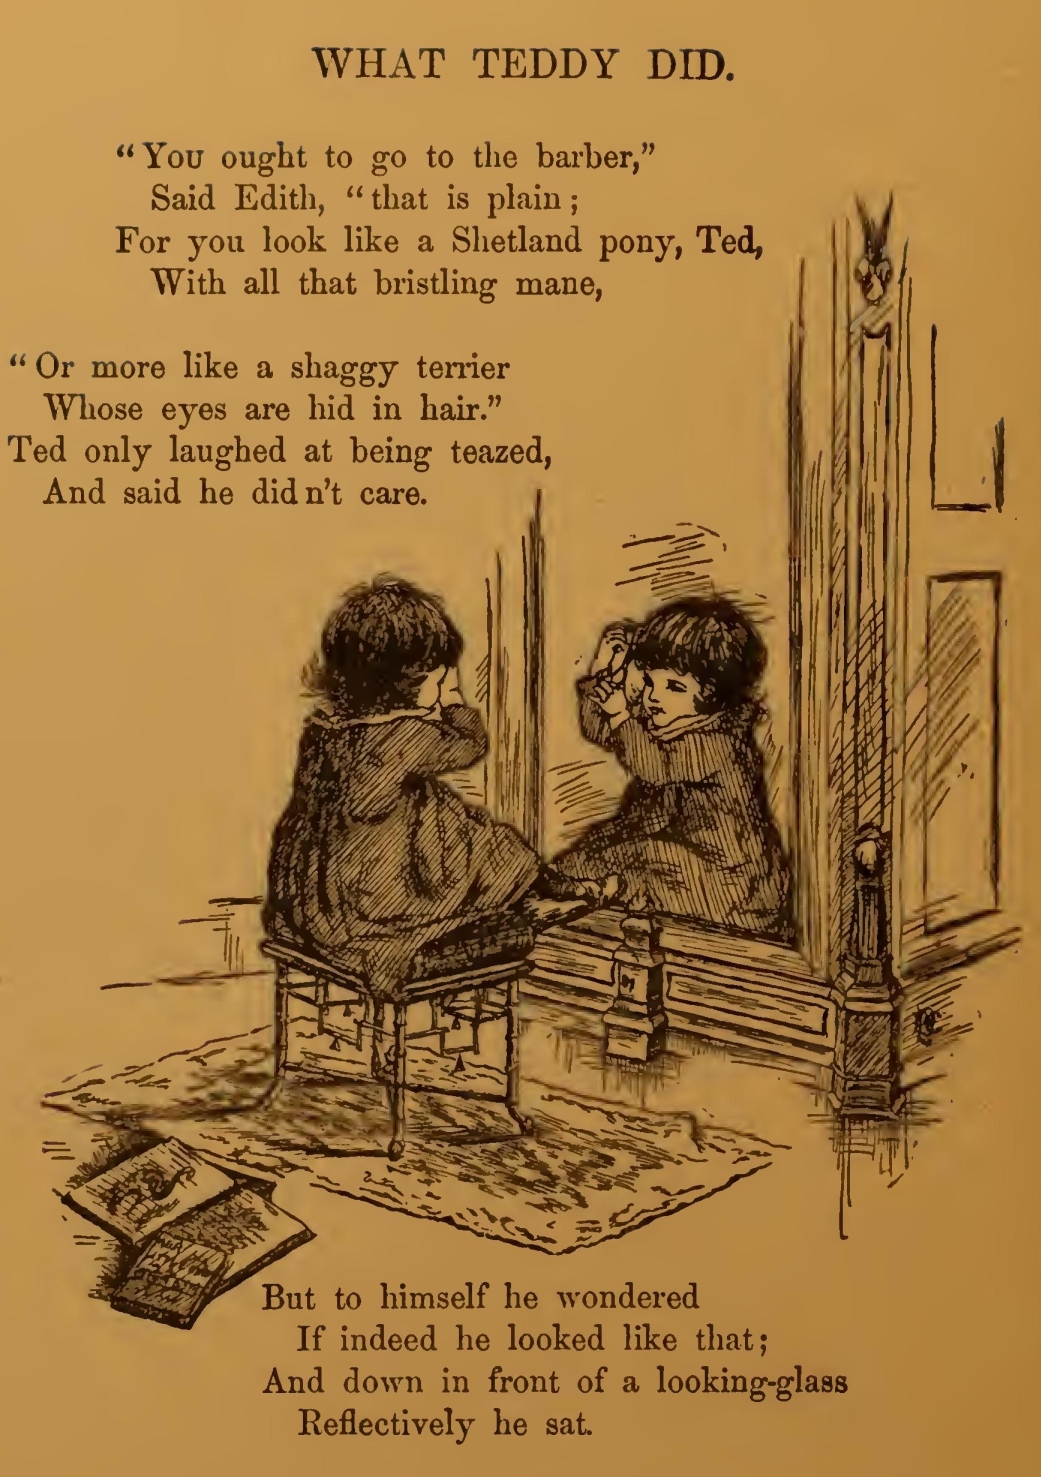 WHAT TEDDY DID.
“You ought to go to the barber,”
Said Edith, “that is plain;
For you look like a Shetland pony, Ted,
With all that bristling mane,
“Or more like a shaggy terrier
Whose eyes are hid in hair.”
Ted only laughed at being teazed,
And said he didn't care.
But to himself he wondered
If indeed he looked like that;
And down in front of a looking-glass
Reflectively he sat.